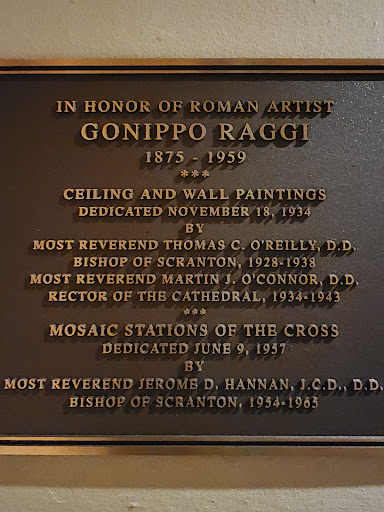 IN HONOR OF ROMAN ARTIST
GONIPPO RAGGI
1875 - 1959
***
CEILING AND WALL PAINTINGS
DEDICATED NOVEMBER 18, 1934
BY
MOST REVEREND THOMAS C. O'REILLY, D.D.
BISHOP OF SCRANTON, 1928-1938
MOST REVEREND MARTIN J. O'CONNOR, D.D.
RECTOR OF THE CATHEDRAL, 1934-1943
***
MOSAIC STATIONS OF THE CROSS
DEDICATED JUNE 9, 1957
BY
MOST REVEREND JEROME D. HANNAN, J.C.D., D.D.
BISHOP OF SCRANTON, 1954-1965